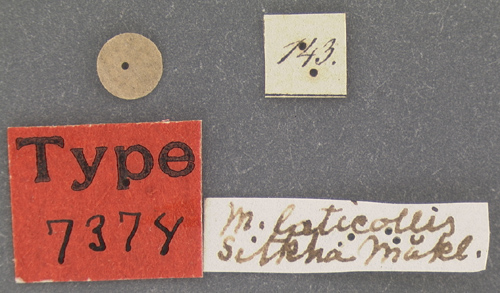 143.
Type
7374
M. laticollis
Sitkha Mäkl.